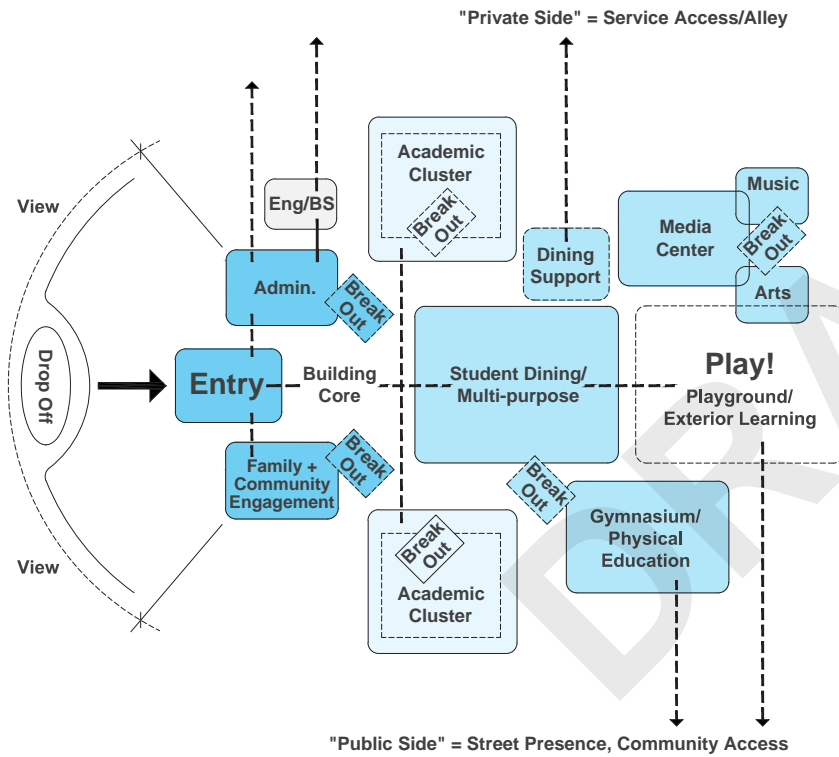 "Private Side" = Service Access/Alley
View
Eng/BS
Academic
Cluster
Break
Out
Music
Media
Center
Break
Out
Arts
Dining
Support
Admin.
Break
Out
Drop Off
Entry
Building
Core
Student Dining/
Multi-purpose
Play!
Playground/
Exterior Learning
Family +
Community
Engagement
Break
Out
Break
Out
Gymnasium/
Physical
Education
Break
Out
Academic
Cluster
View
"Public Side" = Street Presence, Community Access
DRA